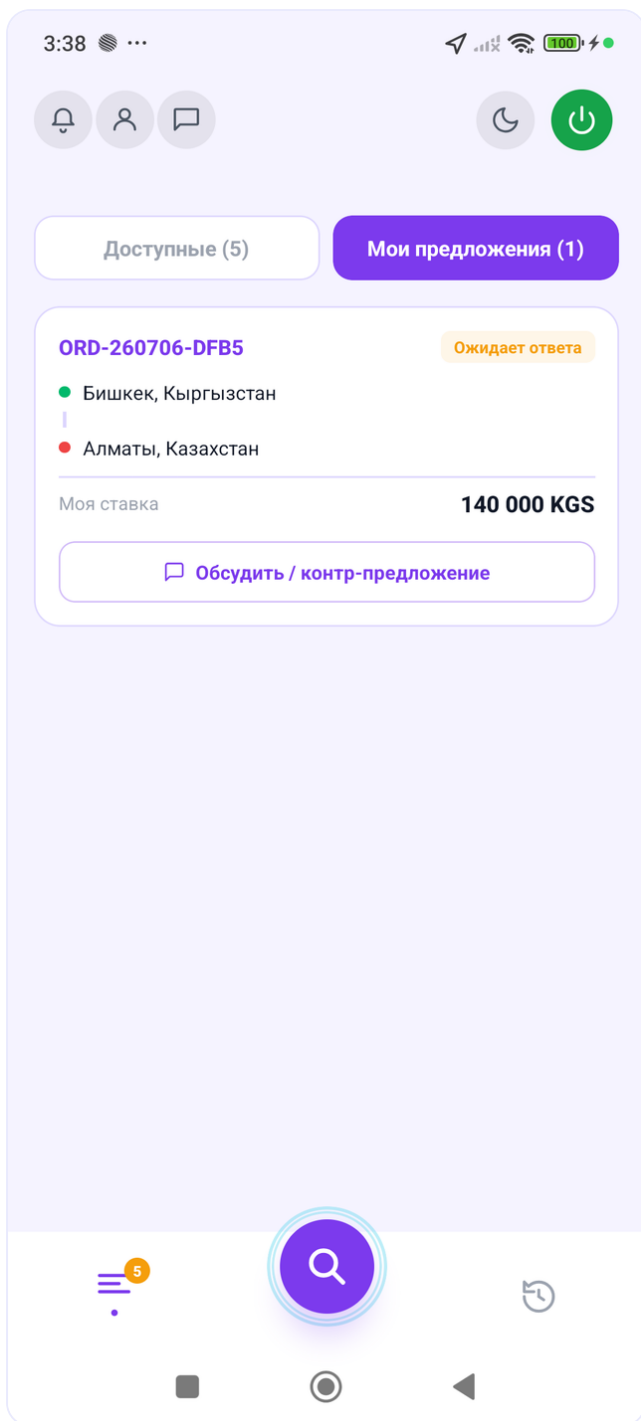 3:38
100
Доступные (5)
Мои предложения (1)
ORD-260706-DFB5
Ожидает ответа
Бишкек, Кыргызстан
Алматы, Казахстан
Моя ставка
140 000 KGS
Обсудить / контр-предложение
5